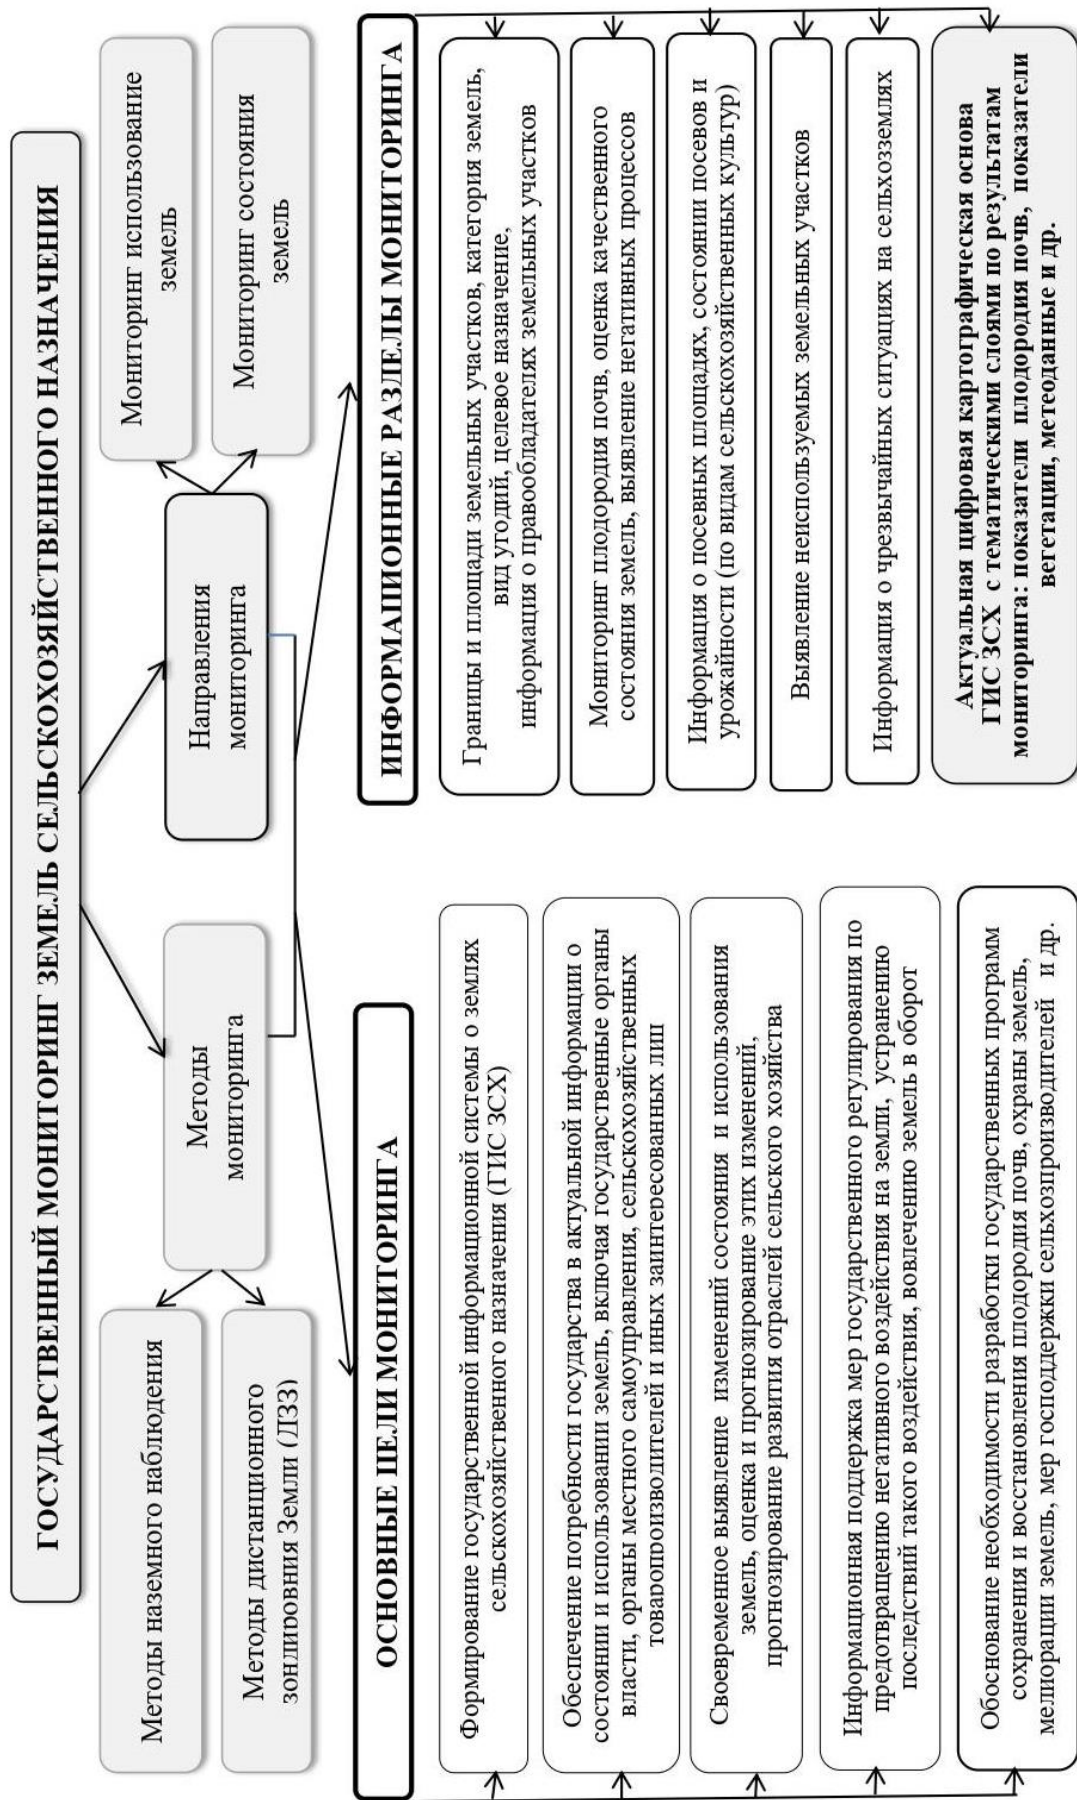 ГОСУДАРСТВЕННЫЙ МОНИТОРИНГ ЗЕМЕЛЬ СЕЛЬСКОХОЗЯЙСТВЕННОГО НАЗНАЧЕНИЯ
Методы наземного наблюдения
Методы дистанционного
зондировния Земли (ДЗЗ)
Методы
мониторинга
Направления
мониторинга
Мониторинг использование
земель
Мониторинг состояния
земель
ОСНОВНЫЕ ЦЕЛИ МОНИТОРИНГА
Формирование государственной информационной системы о землях
сельскохозяйственного назначения (ГИС ЗСХ)
Обеспечение потребности государства в актуальной информации о
состоянии и использовании земель, включая государственные органы
власти, органы местного самоуправления, сельскохозяйственных
товаропроизводителей и иных заинтересованных лиц
Своевременное выявление изменений состояния и использования
земель, оценка и прогнозирование этих изменений,
прогнозирование развития отраслей сельского хозяйства
Информационная поддержка мер государственного регулирования по
предотвращению негативного воздействия на земли, устранению
последствий такого воздействия, вовлечению земель в оборот
Обоснование необходимости разработки государственных программ
сохранения и восстановления плодородия почв, охраны земель,
мелиорации земель, мер господдержки сельхозпроизводителей и др.
ИНФОРМАЦИОННЫЕ РАЗДЕЛЫ МОНИТОРИНГА
Границы и площади земельных участков, категория земель,
вид угодий, целевое назначение,
информация о правообладателях земельных участков
Мониторинг плодородия почв, оценка качественного
состояния земель, выявление негативных процессов
Информация о посевных площадях, состоянии посевов и
урожайности (по видам сельскохозяйственных культур)
Выявление неиспользуемых земельных участков
Информация о чрезвычайных ситуациях на сельхозземлях
Актуальная цифровая картографическая основа
ГИС ЗСХ с тематическими слоями по результатам
мониторинга: показатели плодородия почв, показатели
вегетации, метеоданные и др.